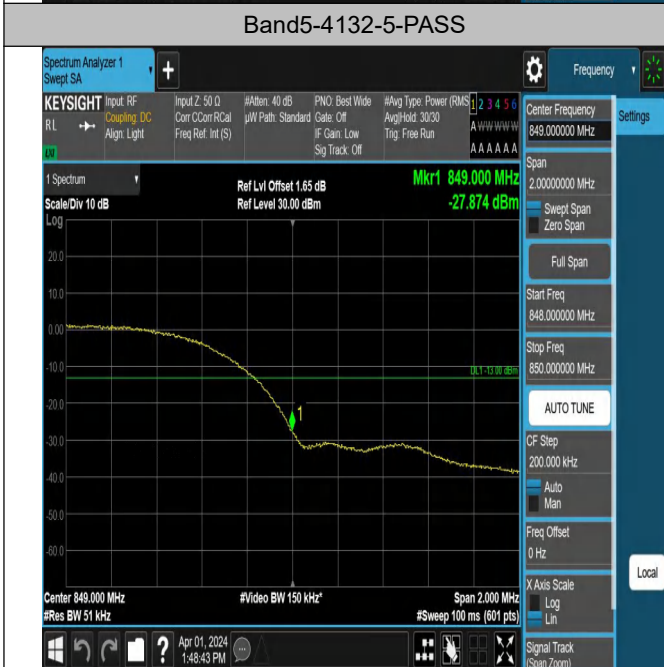 Band5-4132-5-PASS
Spectrum Analyzer 1
Swept SA
Frequency
KEYSIGHT
RL
Input: RF
Coupling: DC
Align: Light
Input Z: 50 Ω
Corr CCorr RCal
Freq Ref: Int (S)
#Atten: 40 dB
µW Path: Standard
PNO: Best Wide
Gate: Off
IF Gain: Low
Sig Track: Off
#Avg Type: Power (RMS
Avg|Hold: 30/30
Trig: Free Run
1 2 3 4 5 6
A W W W W W
A A A A A A
LXI
1 Spectrum
Scale/Div 10 dB
Log
Ref Lvl Offset 1.65 dB
Ref Level 30.00 dBm
Mkr1 849.000 MHz
-27.874 dBm
20.0
10.0
0.00
-10.0
-20.0
-30.0
-40.0
-50.0
-60.0
DL1 -13.00 dBm
1
Center 849.000 MHz
#Res BW 51 kHz
#Video BW 150 kHz*
Span 2.000 MHz
#Sweep 100 ms (601 pts)
Center Frequency
849.000000 MHz
Settings
Span
2.00000000 MHz
Swept Span
Zero Span
Full Span
Start Freq
848.000000 MHz
Stop Freq
850.000000 MHz
AUTO TUNE
CF Step
200.000 kHz
Auto
Man
Freq Offset
0 Hz
X Axis Scale
Log
Lin
Local
Signal Track
(Span Zoom)
?
Apr 01, 2024
1:48:43 PM